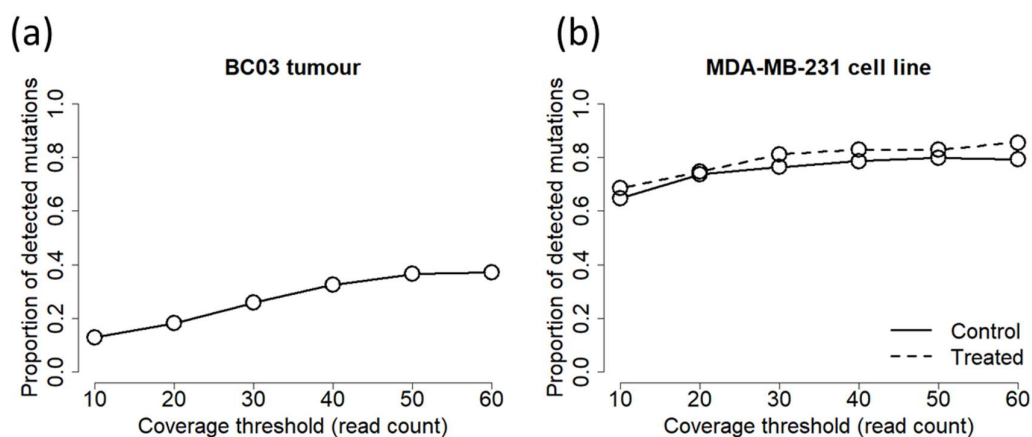 (a)
BC03 tumour
Proportion of detected mutations
1.0
0.8
0.6
0.4
0.2
0.0
10 20 30 40 50 60
Coverage threshold (read count)
(b)
MDA-MB-231 cell line
Proportion of detected mutations
1.0
0.8
0.6
0.4
0.2
0.0
Control
Treated
10 20 30 40 50 60
Coverage threshold (read count)